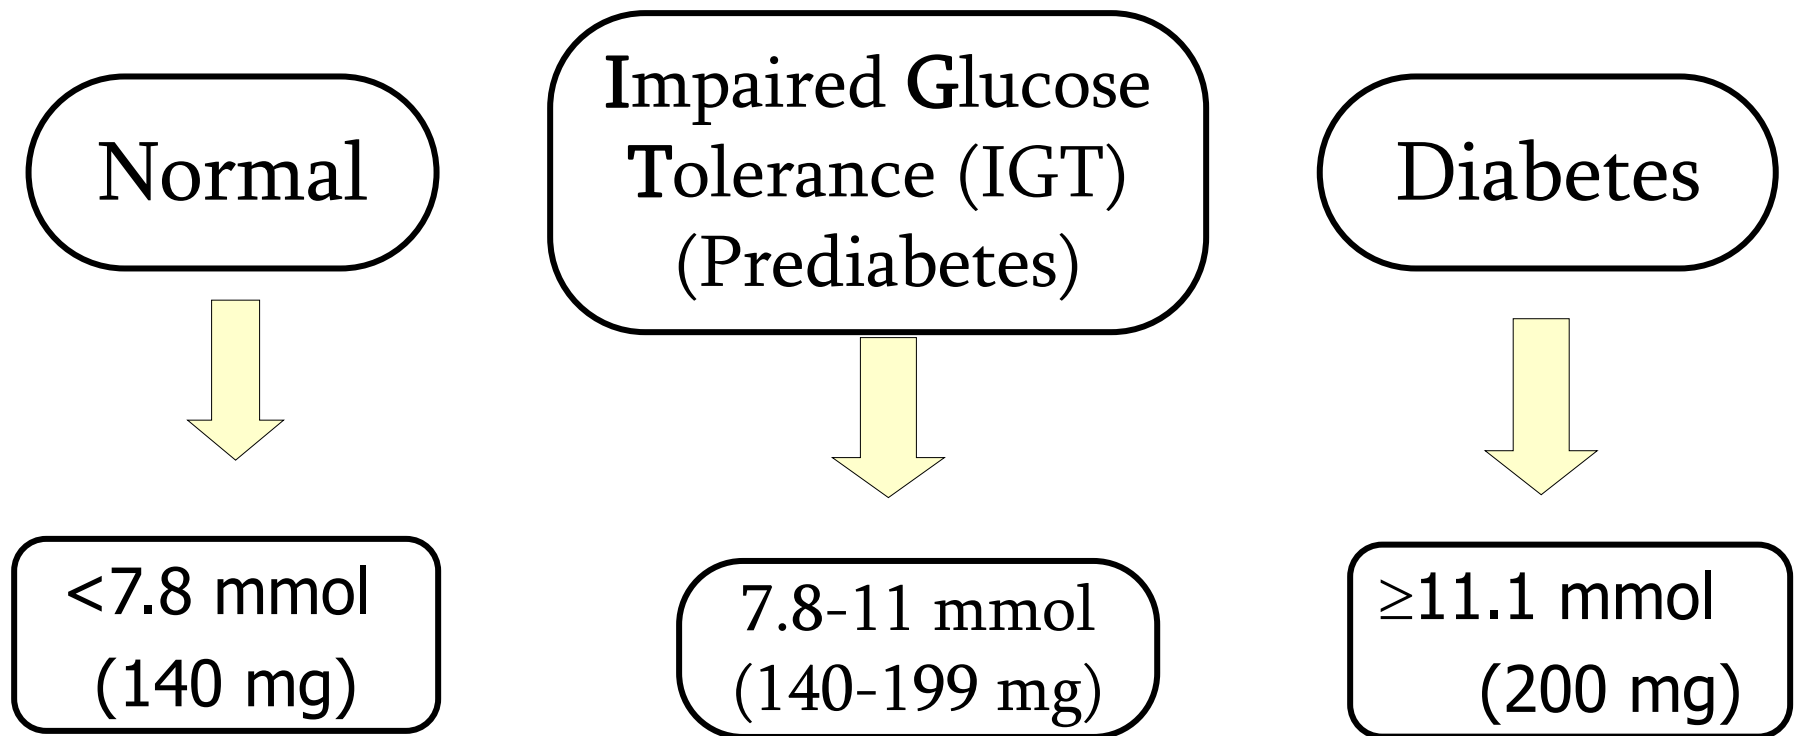 Normal
Impaired Glucose
Tolerance (IGT)
(Prediabetes)
Diabetes
<7.8 mmol
(140 mg)
7.8-11 mmol
(140-199 mg)
≥11.1 mmol
(200 mg)